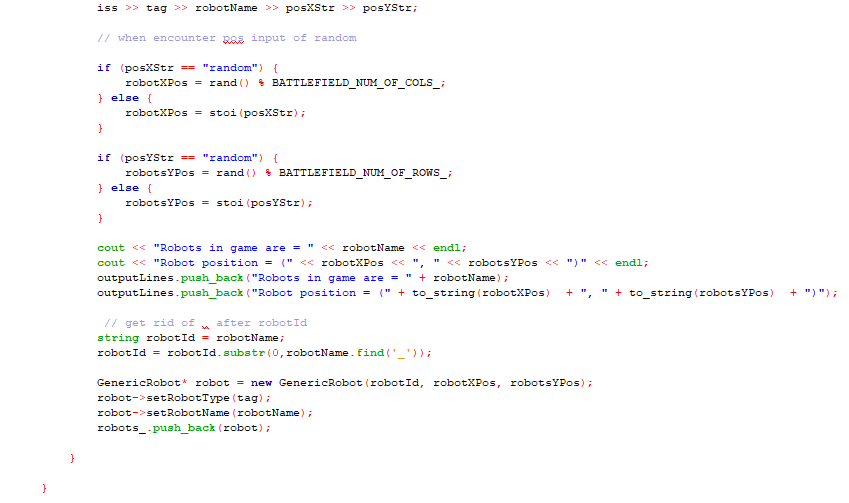 iss >> tag >> robotName >> posXStr >> posYStr;
// when encounter pos input of random
if (posXStr == "random") {
robotXPos = rand() % BATTLEFIELD_NUM_OF_COLS_;
} else {
robotXPos = stoi(posXStr);
}
if (posYStr == "random") {
robotsYPos = rand() % BATTLEFIELD_NUM_OF_ROWS_;
} else {
robotsYPos = stoi(posYStr);
}
cout << "Robots in game are = " << robotName << endl;
cout << "Robot position = (" << robotXPos << ", " << robotsYPos << ")" << endl;
outputLines.push_back("Robots in game are = " + robotName);
outputLines.push_back("Robot position = (" + to_string(robotXPos)  + ", " + to_string(robotsYPos)  + ")");
// get rid of _ after robotId
string robotId = robotName;
robotId = robotId.substr(0,robotName.find('_'));
GenericRobot* robot = new GenericRobot(robotId, robotXPos, robotsYPos);
robot->setRobotType(tag);
robot->setRobotName(robotName);
robots_.push_back(robot);
}
}